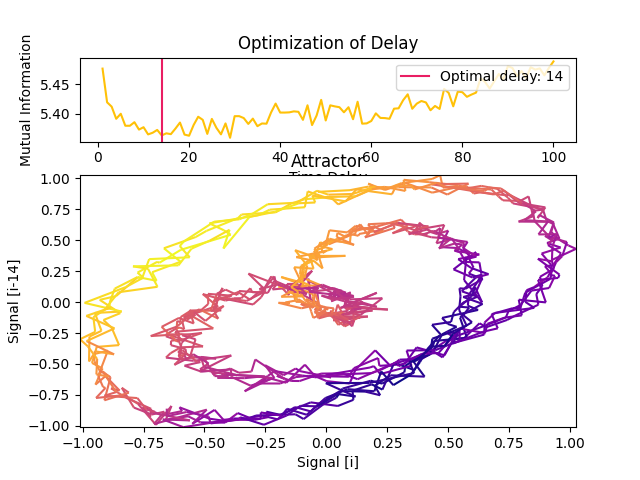 Optimization of Delay
Mutual Information
5.45
5.40
Optimal delay: 14
0 20 40 60 80 100
Time Delay
Attractor
Signal [i-14]
1.00
0.75
0.50
0.25
0.00
−0.25
−0.50
−0.75
−1.00
−1.00 −0.75 −0.50 −0.25 0.00 0.25 0.50 0.75 1.00
Signal [i]